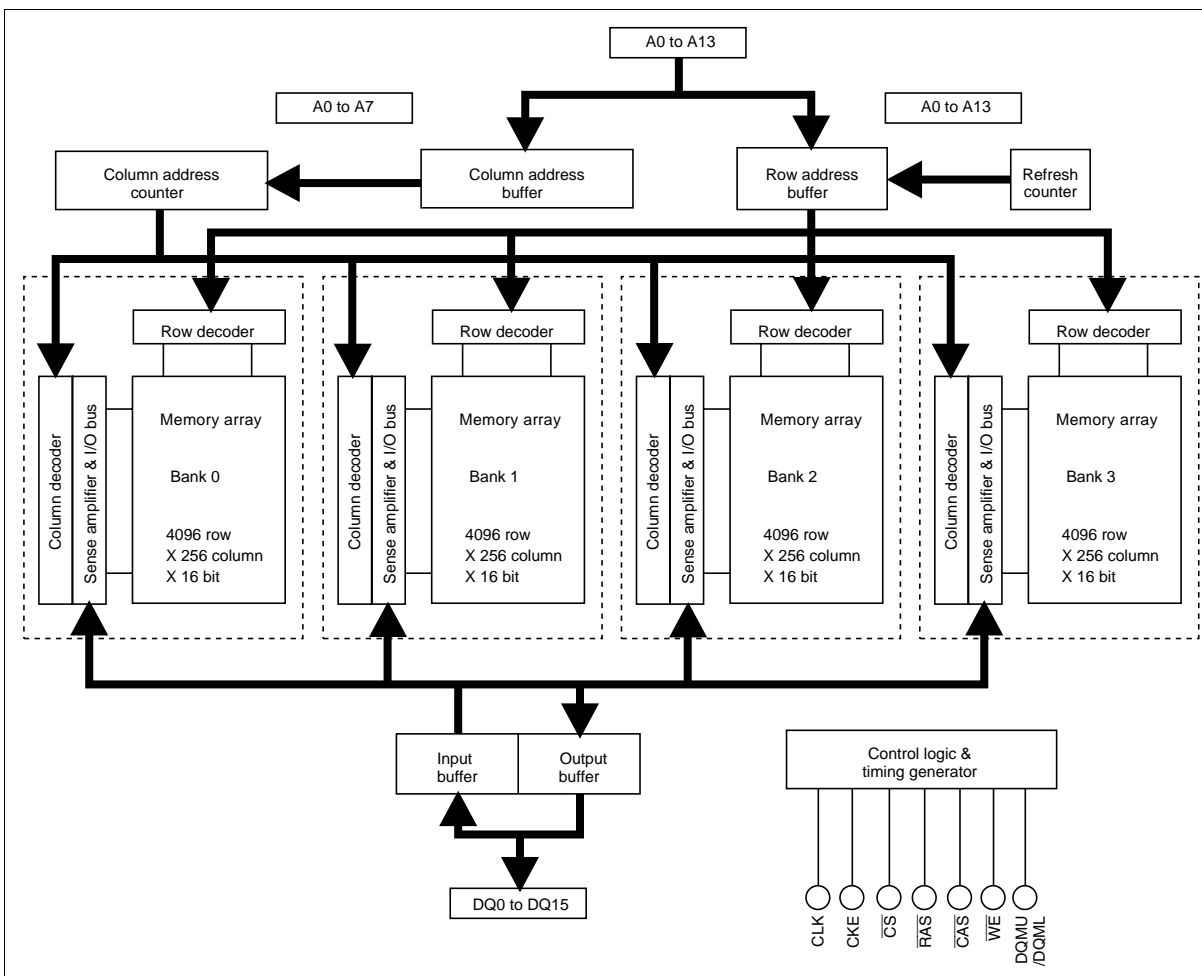 A0 to A13
A0 to A7
A0 to A13
Column address
counter
Column address
buffer
Row address
buffer
Refresh
counter
Row decoder
Row decoder
Row decoder
Row decoder
Column decoder
Sense amplifier & I/O bus
Memory array
Bank 0
4096 row
X 256 column
X 16 bit
Column decoder
Sense amplifier & I/O bus
Memory array
Bank 1
4096 row
X 256 column
X 16 bit
Column decoder
Sense amplifier & I/O bus
Memory array
Bank 2
4096 row
X 256 column
X 16 bit
Column decoder
Sense amplifier & I/O bus
Memory array
Bank 3
4096 row
X 256 column
X 16 bit
Input
buffer
Output
buffer
Control logic &
timing generator
DQ0 to DQ15
CLK
CKE
C̅S̅
R̅A̅S̅
C̅A̅S̅
W̅E̅
DQMU
/DQML